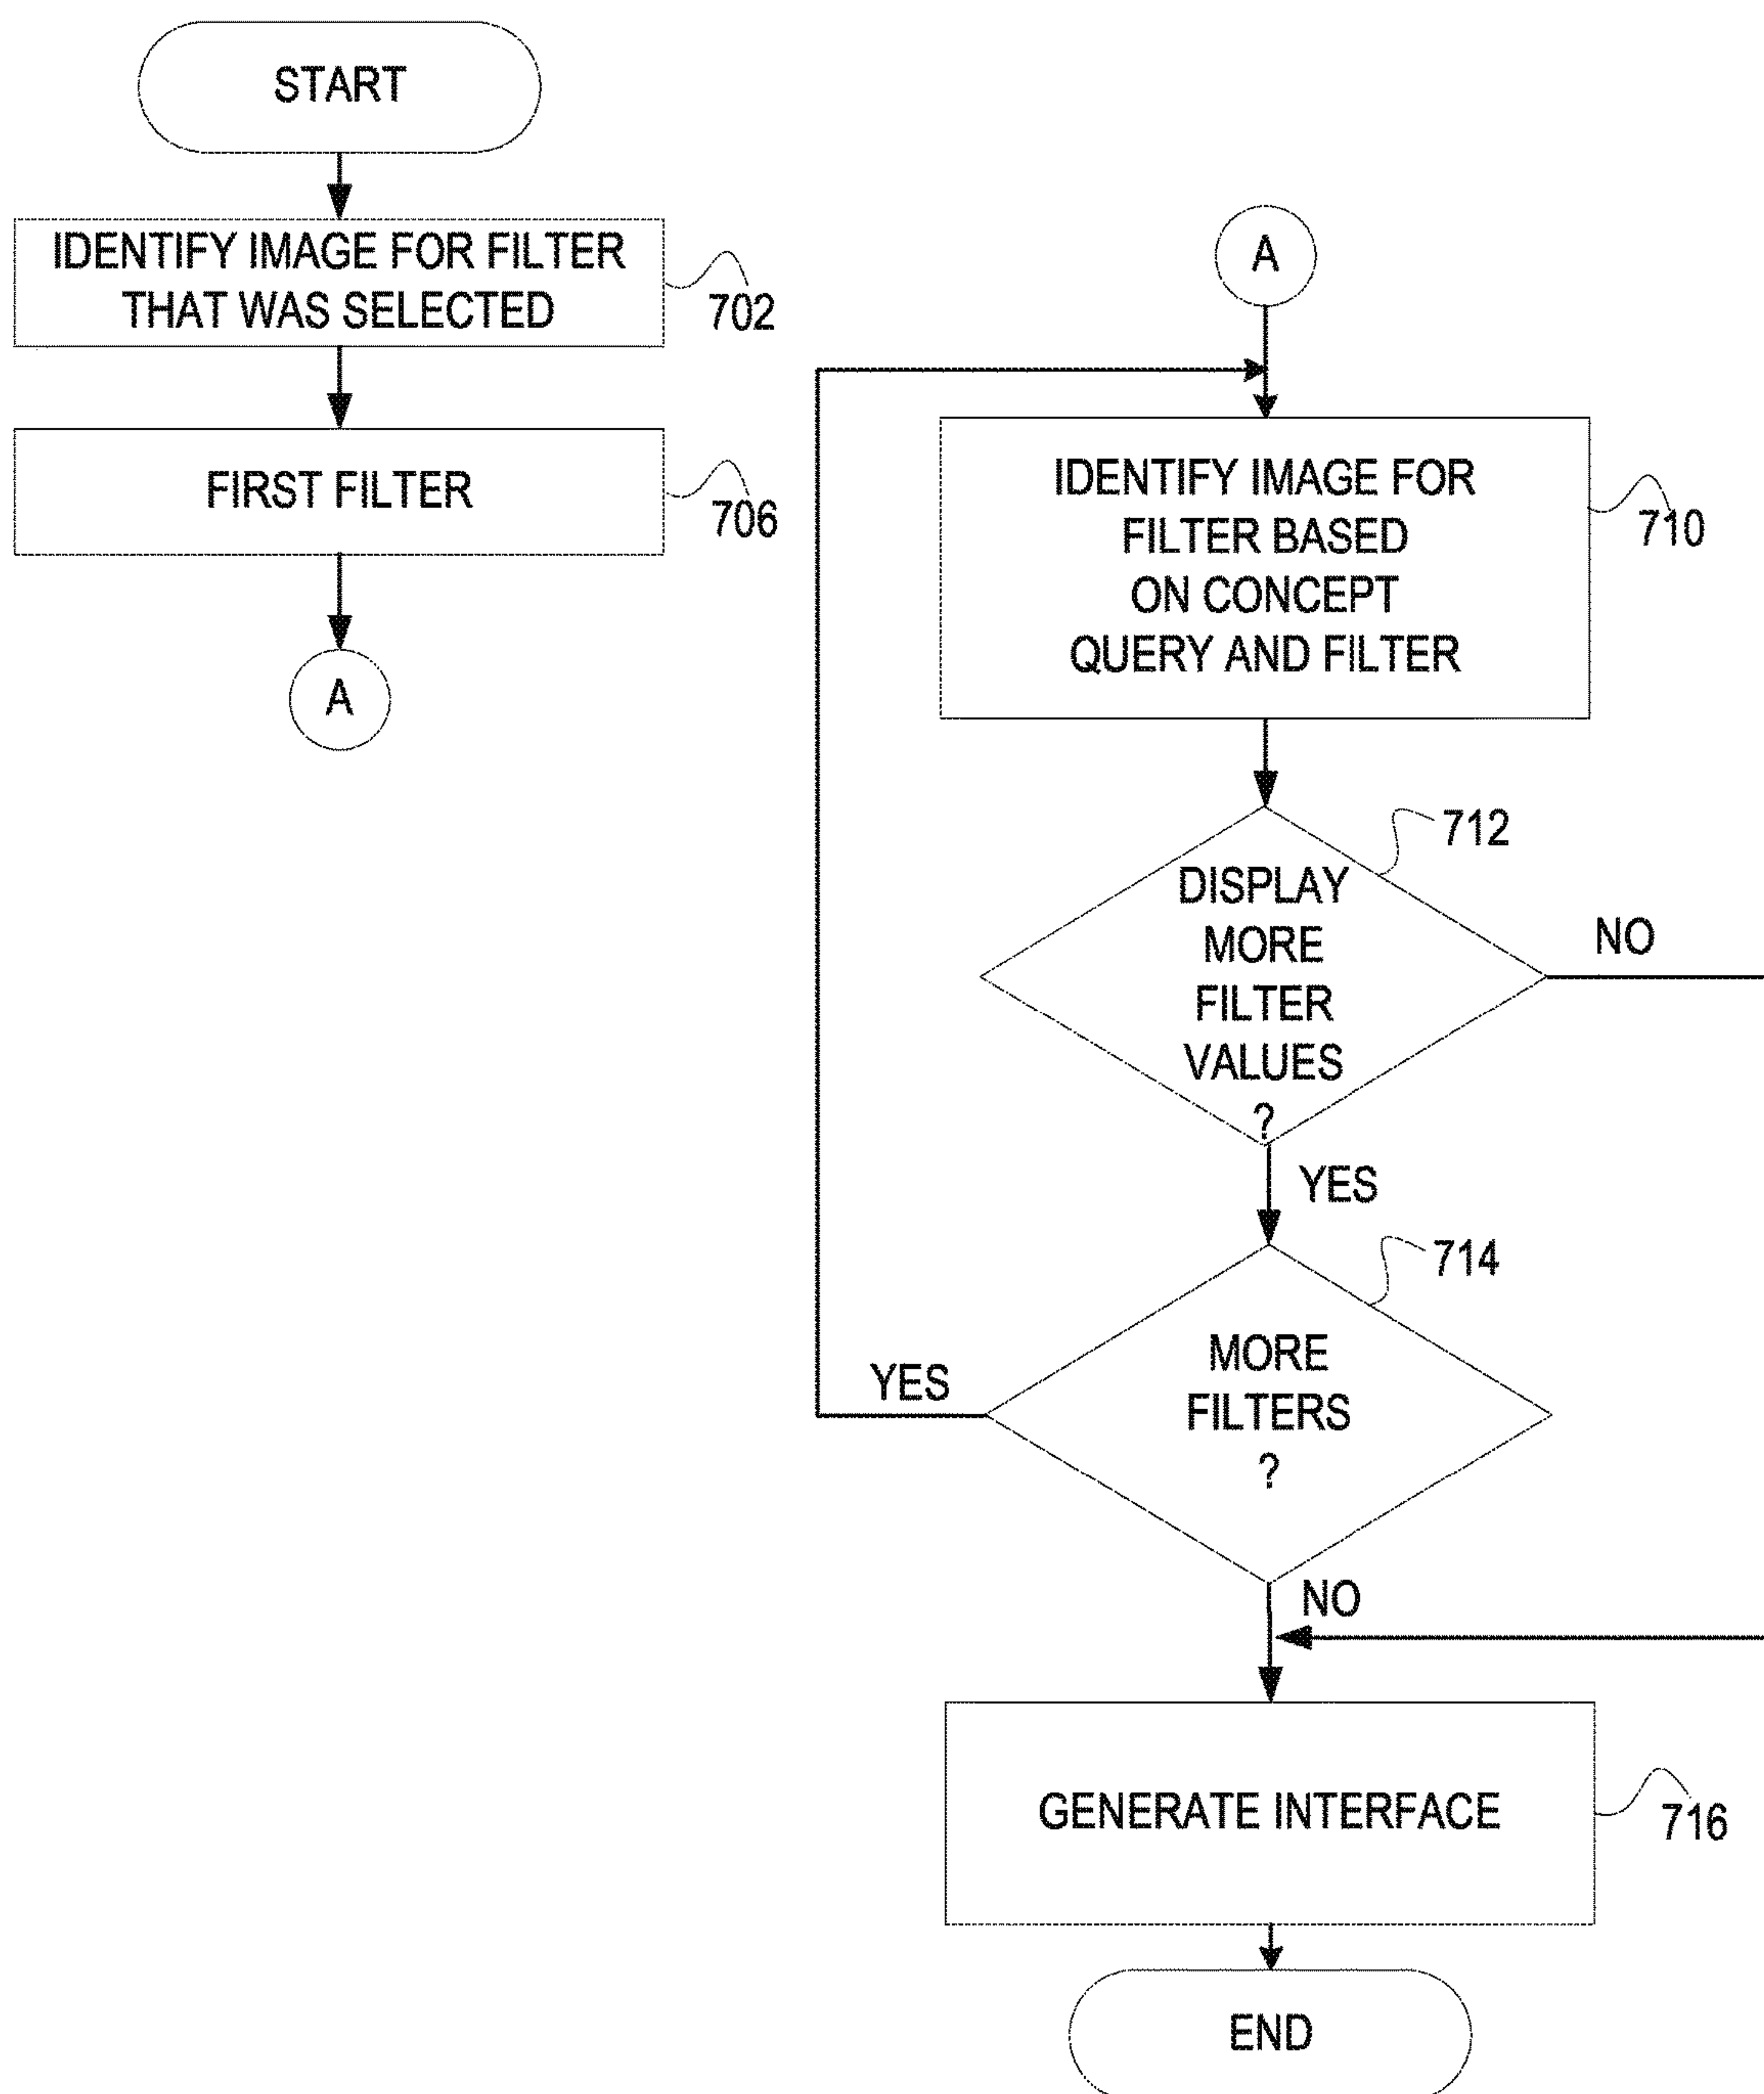 START
IDENTIFY IMAGE FOR FILTER
THAT WAS SELECTED
702
FIRST FILTER
706
A
A
IDENTIFY IMAGE FOR
FILTER BASED
ON CONCEPT
QUERY AND FILTER
710
712
DISPLAY
MORE
FILTER
VALUES
?
NO
YES
714
MORE
FILTERS
?
YES
NO
GENERATE INTERFACE
716
END